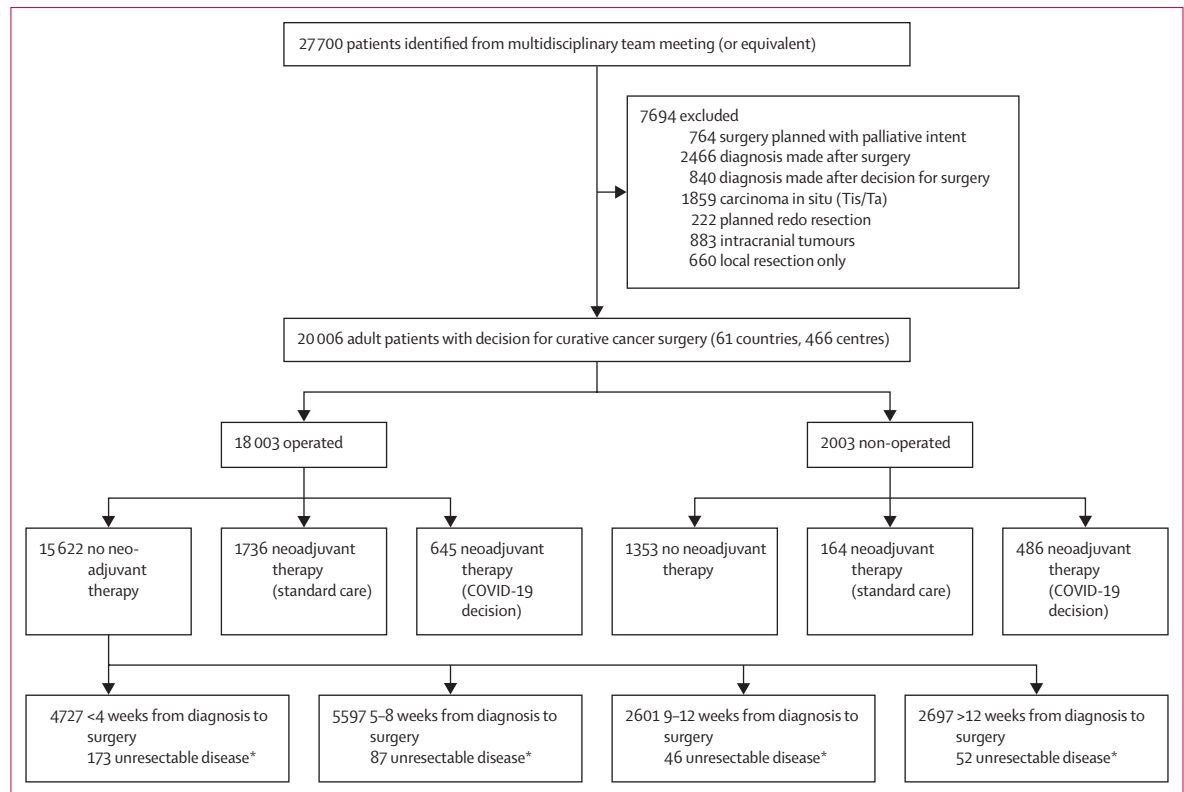 27 700 patients identified from multidisciplinary team meeting (or equivalent)
7694 excluded
764 surgery planned with palliative intent
2466 diagnosis made after surgery
840 diagnosis made after decision for surgery
1859 carcinoma in situ (Tis/Ta)
222 planned redo resection
883 intracranial tumours
660 local resection only
20 006 adult patients with decision for curative cancer surgery (61 countries, 466 centres)
18 003 operated
2003 non-operated
15 622 no neo-
adjuvant
therapy
1736 neoadjuvant
therapy
(standard care)
645 neoadjuvant
therapy
(COVID-19
decision)
1353 no neoadjuvant
therapy
164 neoadjuvant
therapy
(standard care)
486 neoadjuvant
therapy
(COVID-19
decision)
4727 <4 weeks from diagnosis to
surgery
173 unresectable disease*
5597 5–8 weeks from diagnosis to
surgery
87 unresectable disease*
2601 9–12 weeks from diagnosis to
surgery
46 unresectable disease*
2697 >12 weeks from diagnosis to
surgery
52 unresectable disease*